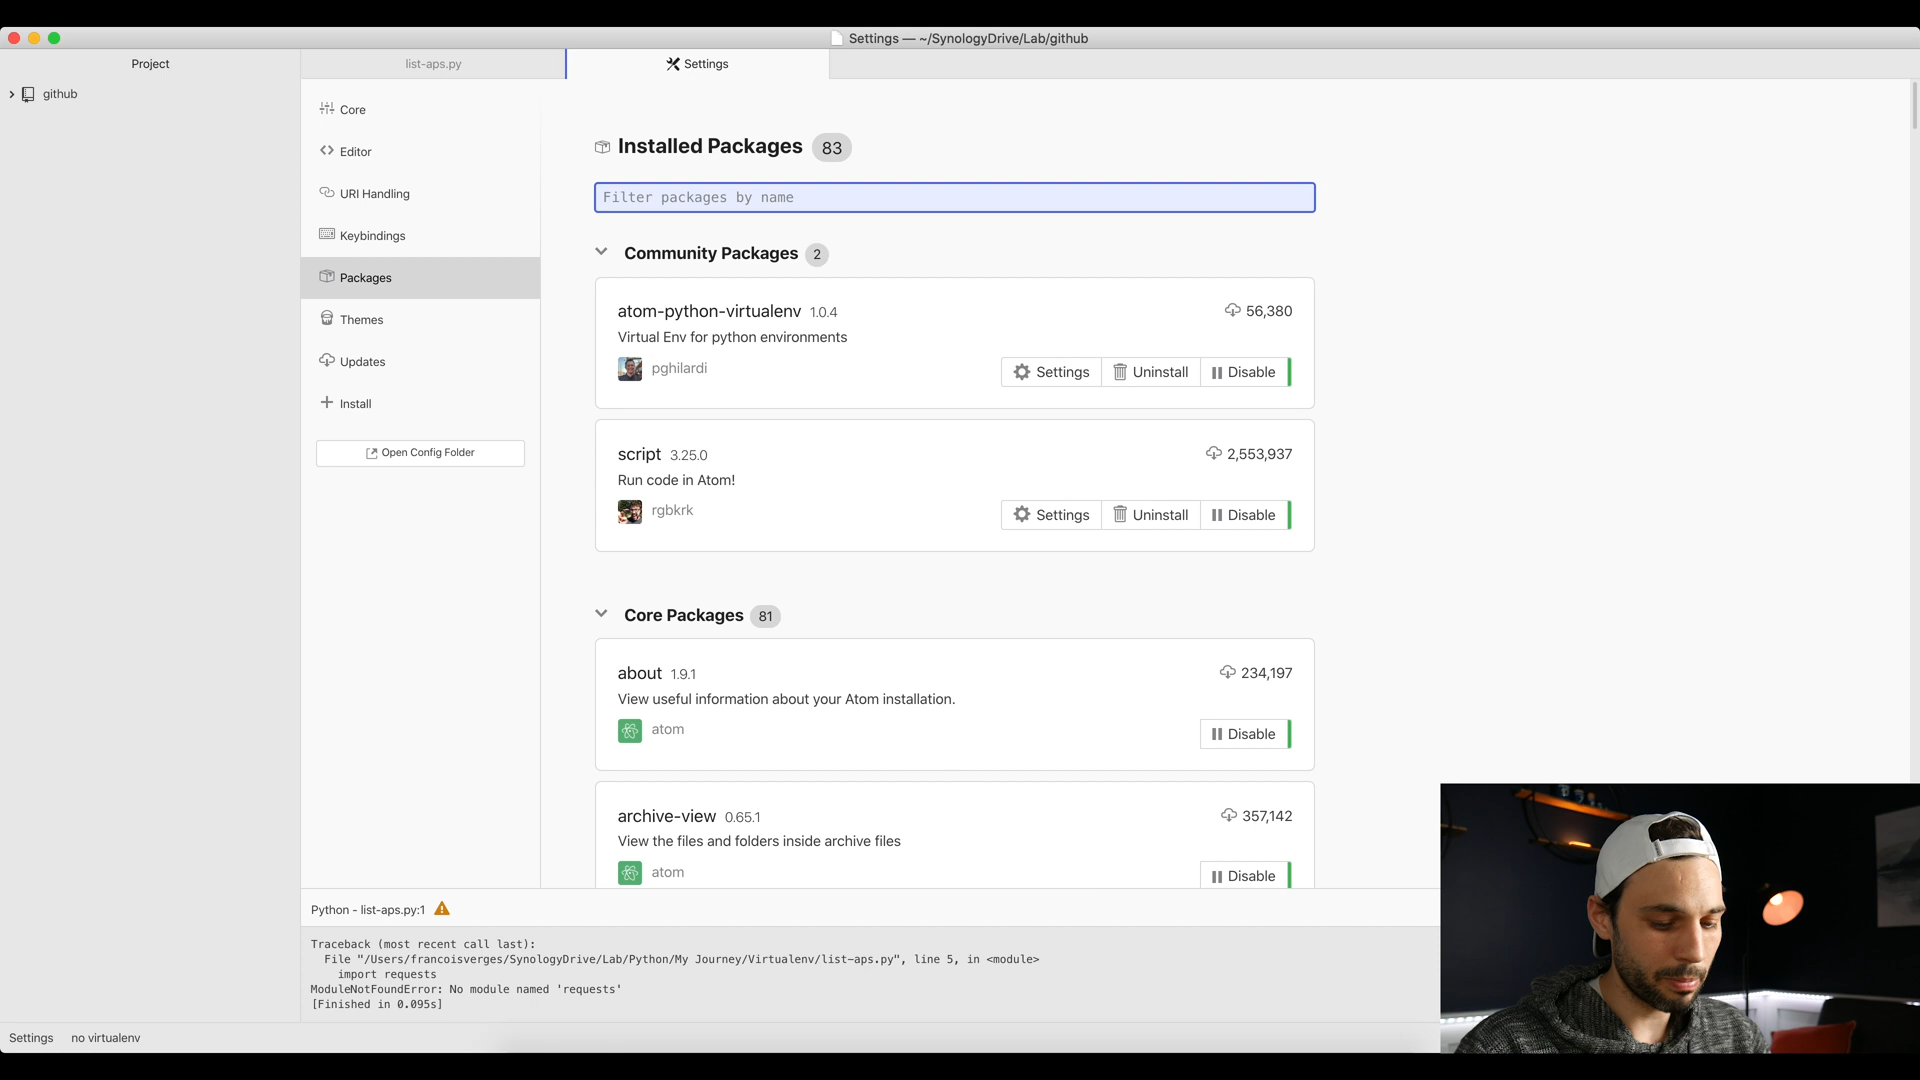 Settings — ~/SynologyDrive/Lab/github
Project
list-aps.py
Settings
github
Core
Editor
URI Handling
Keybindings
Packages
Themes
Updates
Install
Open Config Folder
Installed Packages 83
Filter packages by name
Community Packages 2
atom-python-virtualenv 1.0.4
56,380
Virtual Env for python environments
pghilardi
Settings
Uninstall
Disable
script 3.25.0
2,553,937
Run code in Atom!
rgbkrk
Settings
Uninstall
Disable
Core Packages 81
about 1.9.1
234,197
View useful information about your Atom installation.
atom
Disable
archive-view 0.65.1
357,142
View the files and folders inside archive files
atom
Disable
Python - list-aps.py:1
Traceback (most recent call last):
File "/Users/francoisverges/SynologyDrive/Lab/Python/My Journey/Virtualenv/list-aps.py", line 5, in <module>
import requests
ModuleNotFoundError: No module named 'requests'
[Finished in 0.095s]
Settings
no virtualenv